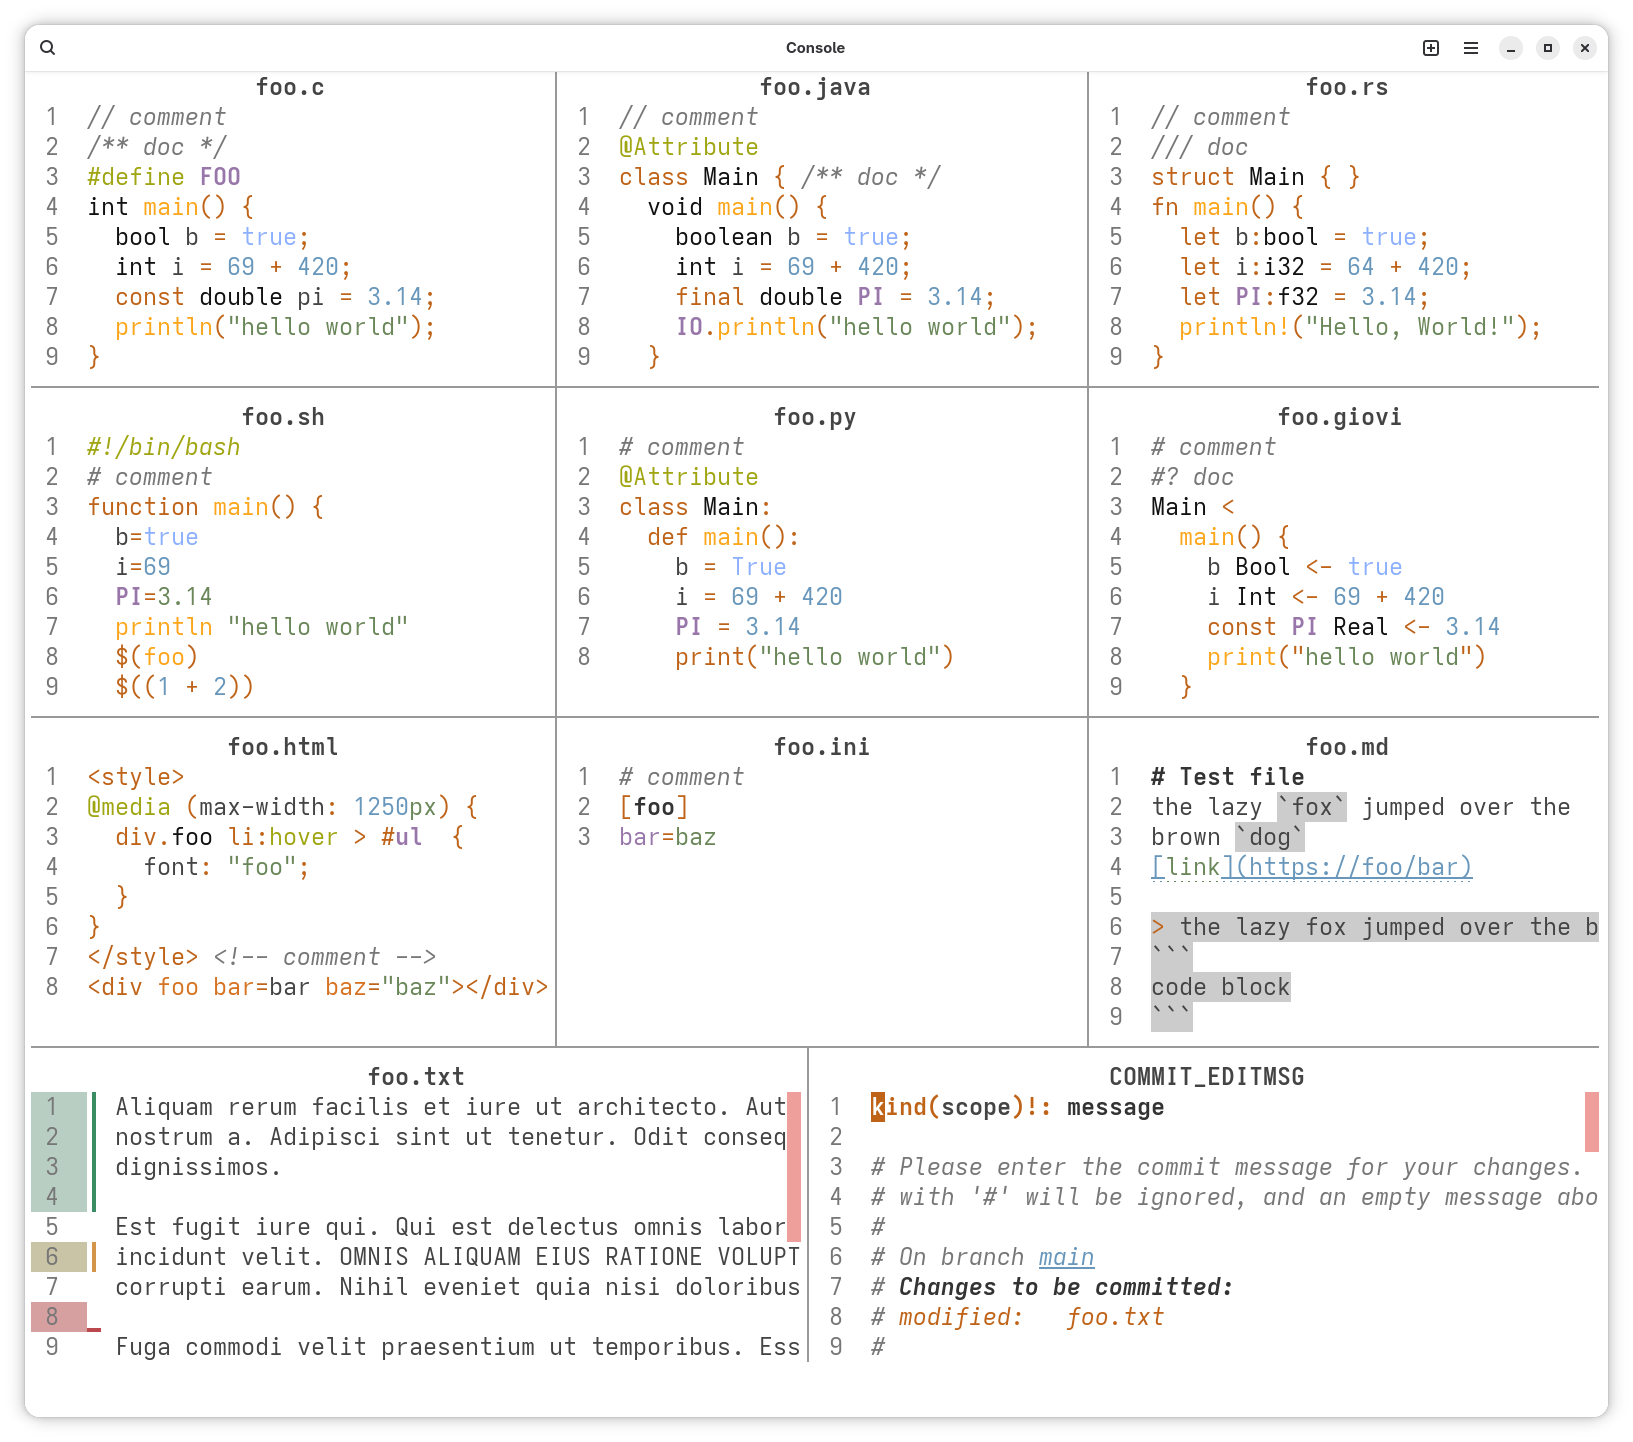 Console
foo.c
1 // comment
2 /** doc */
3 #define FOO
4 int main() {
5   bool b = true;
6   int i = 69 + 420;
7   const double pi = 3.14;
8   println("hello world");
9 }
foo.java
1 // comment
2 @Attribute
3 class Main { /** doc */
4   void main() {
5     boolean b = true;
6     int i = 69 + 420;
7     final double PI = 3.14;
8     IO.println("hello world");
9   }
foo.rs
1 // comment
2 /// doc
3 struct Main { }
4 fn main() {
5   let b:bool = true;
6   let i:i32 = 64 + 420;
7   let PI:f32 = 3.14;
8   println!("Hello, World!");
9 }
foo.sh
1 #!/bin/bash
2 # comment
3 function main() {
4   b=true
5   i=69
6   PI=3.14
7   println "hello world"
8   $(foo)
9   $((1 + 2))
foo.py
1 # comment
2 @Attribute
3 class Main:
4   def main():
5     b = True
6     i = 69 + 420
7     PI = 3.14
8     print("hello world")
foo.giovi
1 # comment
2 #? doc
3 Main <
4   main() {
5     b Bool <- true
6     i Int <- 69 + 420
7     const PI Real <- 3.14
8     print("hello world")
9   }
foo.html
1 <style>
2 @media (max-width: 1250px) {
3   div.foo li:hover > #ul  {
4     font: "foo";
5   }
6 }
7 </style> <!-- comment -->
8 <div foo bar=bar baz="baz"></div>
foo.ini
1 # comment
2 [foo]
3 bar=baz
foo.md
1 # Test file
2 the lazy `fox` jumped over the
3 brown `dog`
4 [link](https://foo/bar)
5
6 > the lazy fox jumped over the b
7 ```
8 code block
9 ```
foo.txt
1 Aliquam rerum facilis et iure ut architecto. Aut
2 nostrum a. Adipisci sint ut tenetur. Odit conseq
3 dignissimos.
4
5 Est fugit iure qui. Qui est delectus omnis labor
6 incidunt velit. OMNIS ALIQUAM EIUS RATIONE VOLUPT
7 corrupti earum. Nihil eveniet quia nisi doloribus
8
9 Fuga commodi velit praesentium ut temporibus. Ess
COMMIT_EDITMSG
1 kind(scope)!: message
2
3 # Please enter the commit message for your changes.
4 # with '#' will be ignored, and an empty message abo
5 #
6 # On branch main
7 # Changes to be committed:
8 # modified:   foo.txt
9 #